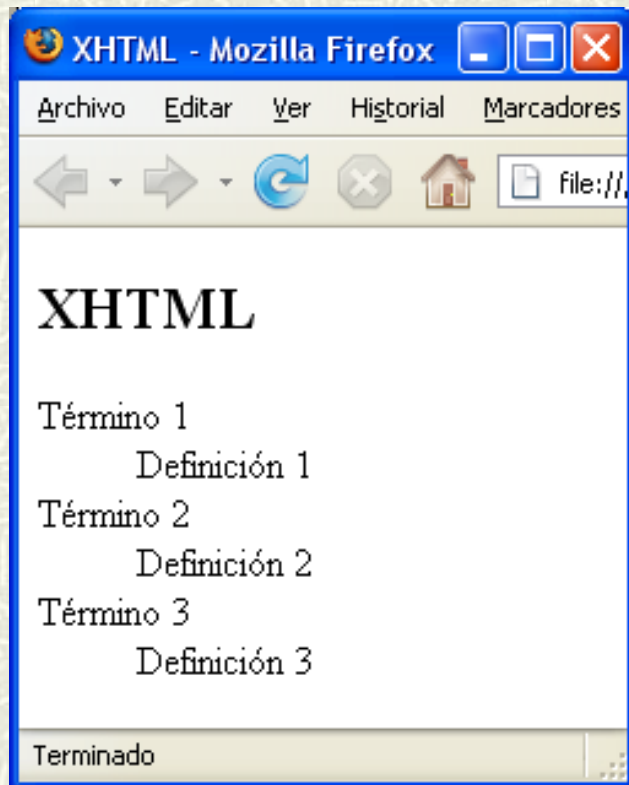 XHTML - Mozilla Firefox
Archivo Editar Ver Historial Marcadores
file://
XHTML
Término 1
Definición 1
Término 2
Definición 2
Término 3
Definición 3
Terminado